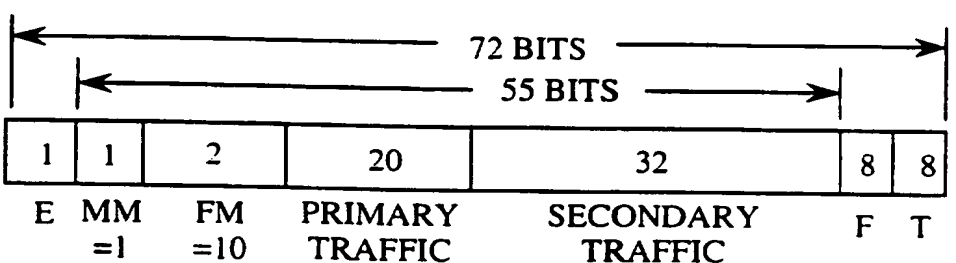 72 BITS
55 BITS
1 1 2 20 32 8 8
E MM FM PRIMARY SECONDARY F T
=1 =10 TRAFFIC TRAFFIC